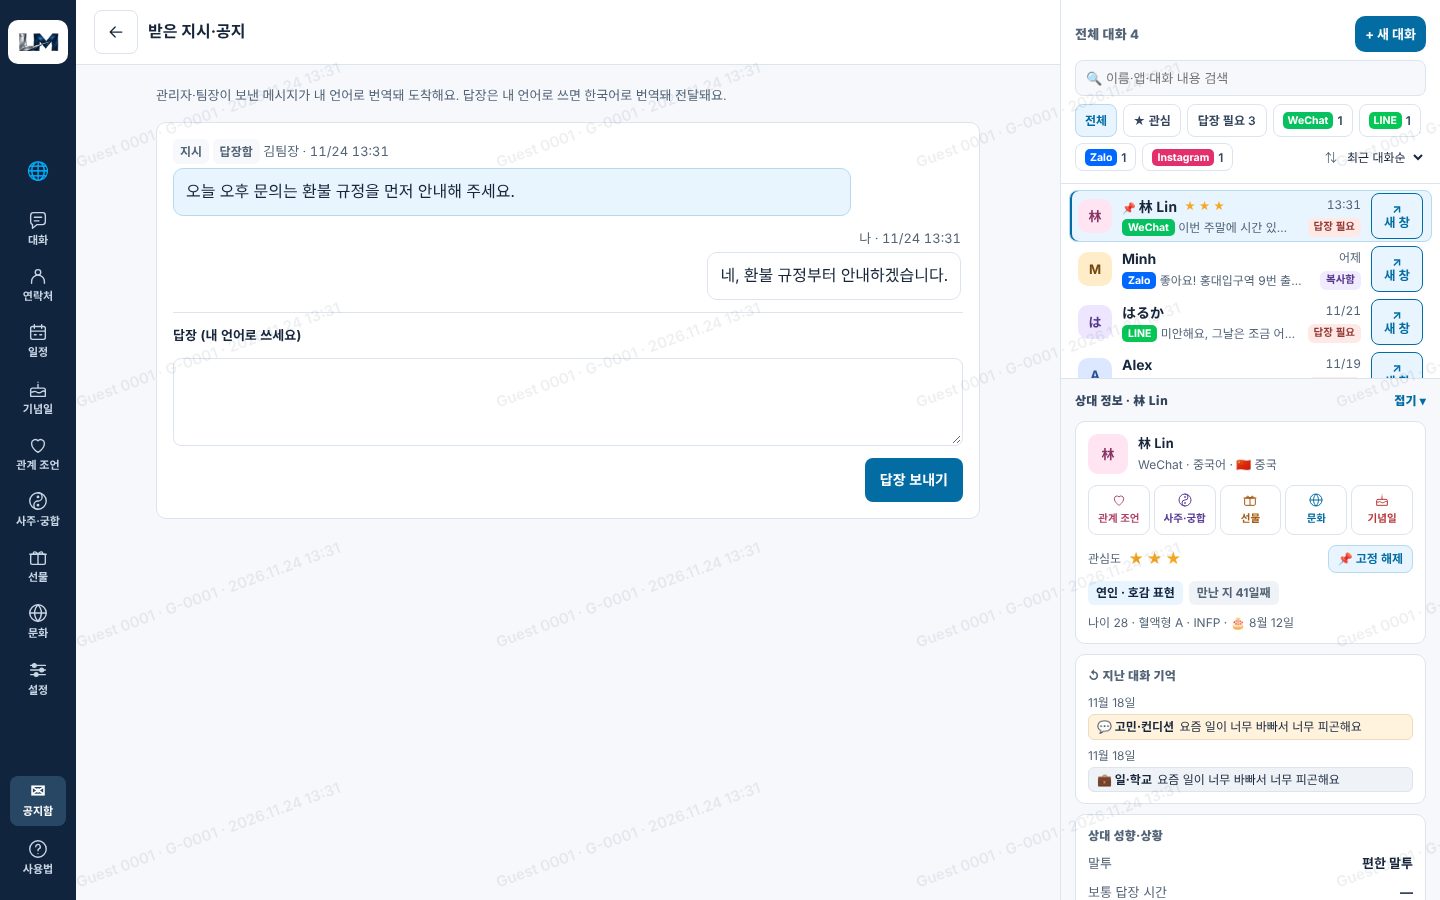 LM
대화
연락처
일정
기념일
관계 조언
사주·궁합
선물
문화
설정
공지함
사용법
받은 지시·공지
관리자·팀장이 보낸 메시지가 내 언어로 번역돼 도착해요. 답장은 내 언어로 쓰면 한국어로 번역돼 전달돼요.
지시 답장함 김팀장 · 11/24 13:31
오늘 오후 문의는 환불 규정을 먼저 안내해 주세요.
나 · 11/24 13:31
네, 환불 규정부터 안내하겠습니다.
답장 (내 언어로 쓰세요)
답장 보내기
전체 대화 4
+ 새 대화
이름·앱·대화 내용 검색
전체 ★ 관심 답장 필요 3 WeChat 1 LINE 1
Zalo 1 Instagram 1 최근 대화순
林 林 Lin ★ ★ ★ 13:31
WeChat 이번 주말에 시간 있... 답장 필요
새 창
M Minh 어제
Zalo 좋아요! 홍대입구역 9번 출... 복사함
새 창
は はるか 11/21
LINE 미안해요, 그날은 조금 어... 답장 필요
새 창
A Alex 11/19
상대 정보 · 林 Lin 접기 ▾
林 林 Lin
WeChat · 중국어 · 🇨🇳 중국
관계 조언 사주·궁합 선물 문화 기념일
관심도 ★ ★ ★ 고정 해제
연인 · 호감 표현 만난 지 41일째
나이 28 · 혈액형 A · INFP · 🎂 8월 12일
지난 대화 기억
11월 18일
고민·컨디션 요즘 일이 너무 바빠서 너무 피곤해요
11월 18일
일·학교 요즘 일이 너무 바빠서 너무 피곤해요
상대 성향·상황
말투 편한 말투
보통 답장 시간 —
Guest 0001 · G-0001 · 2026.11.24 13:31